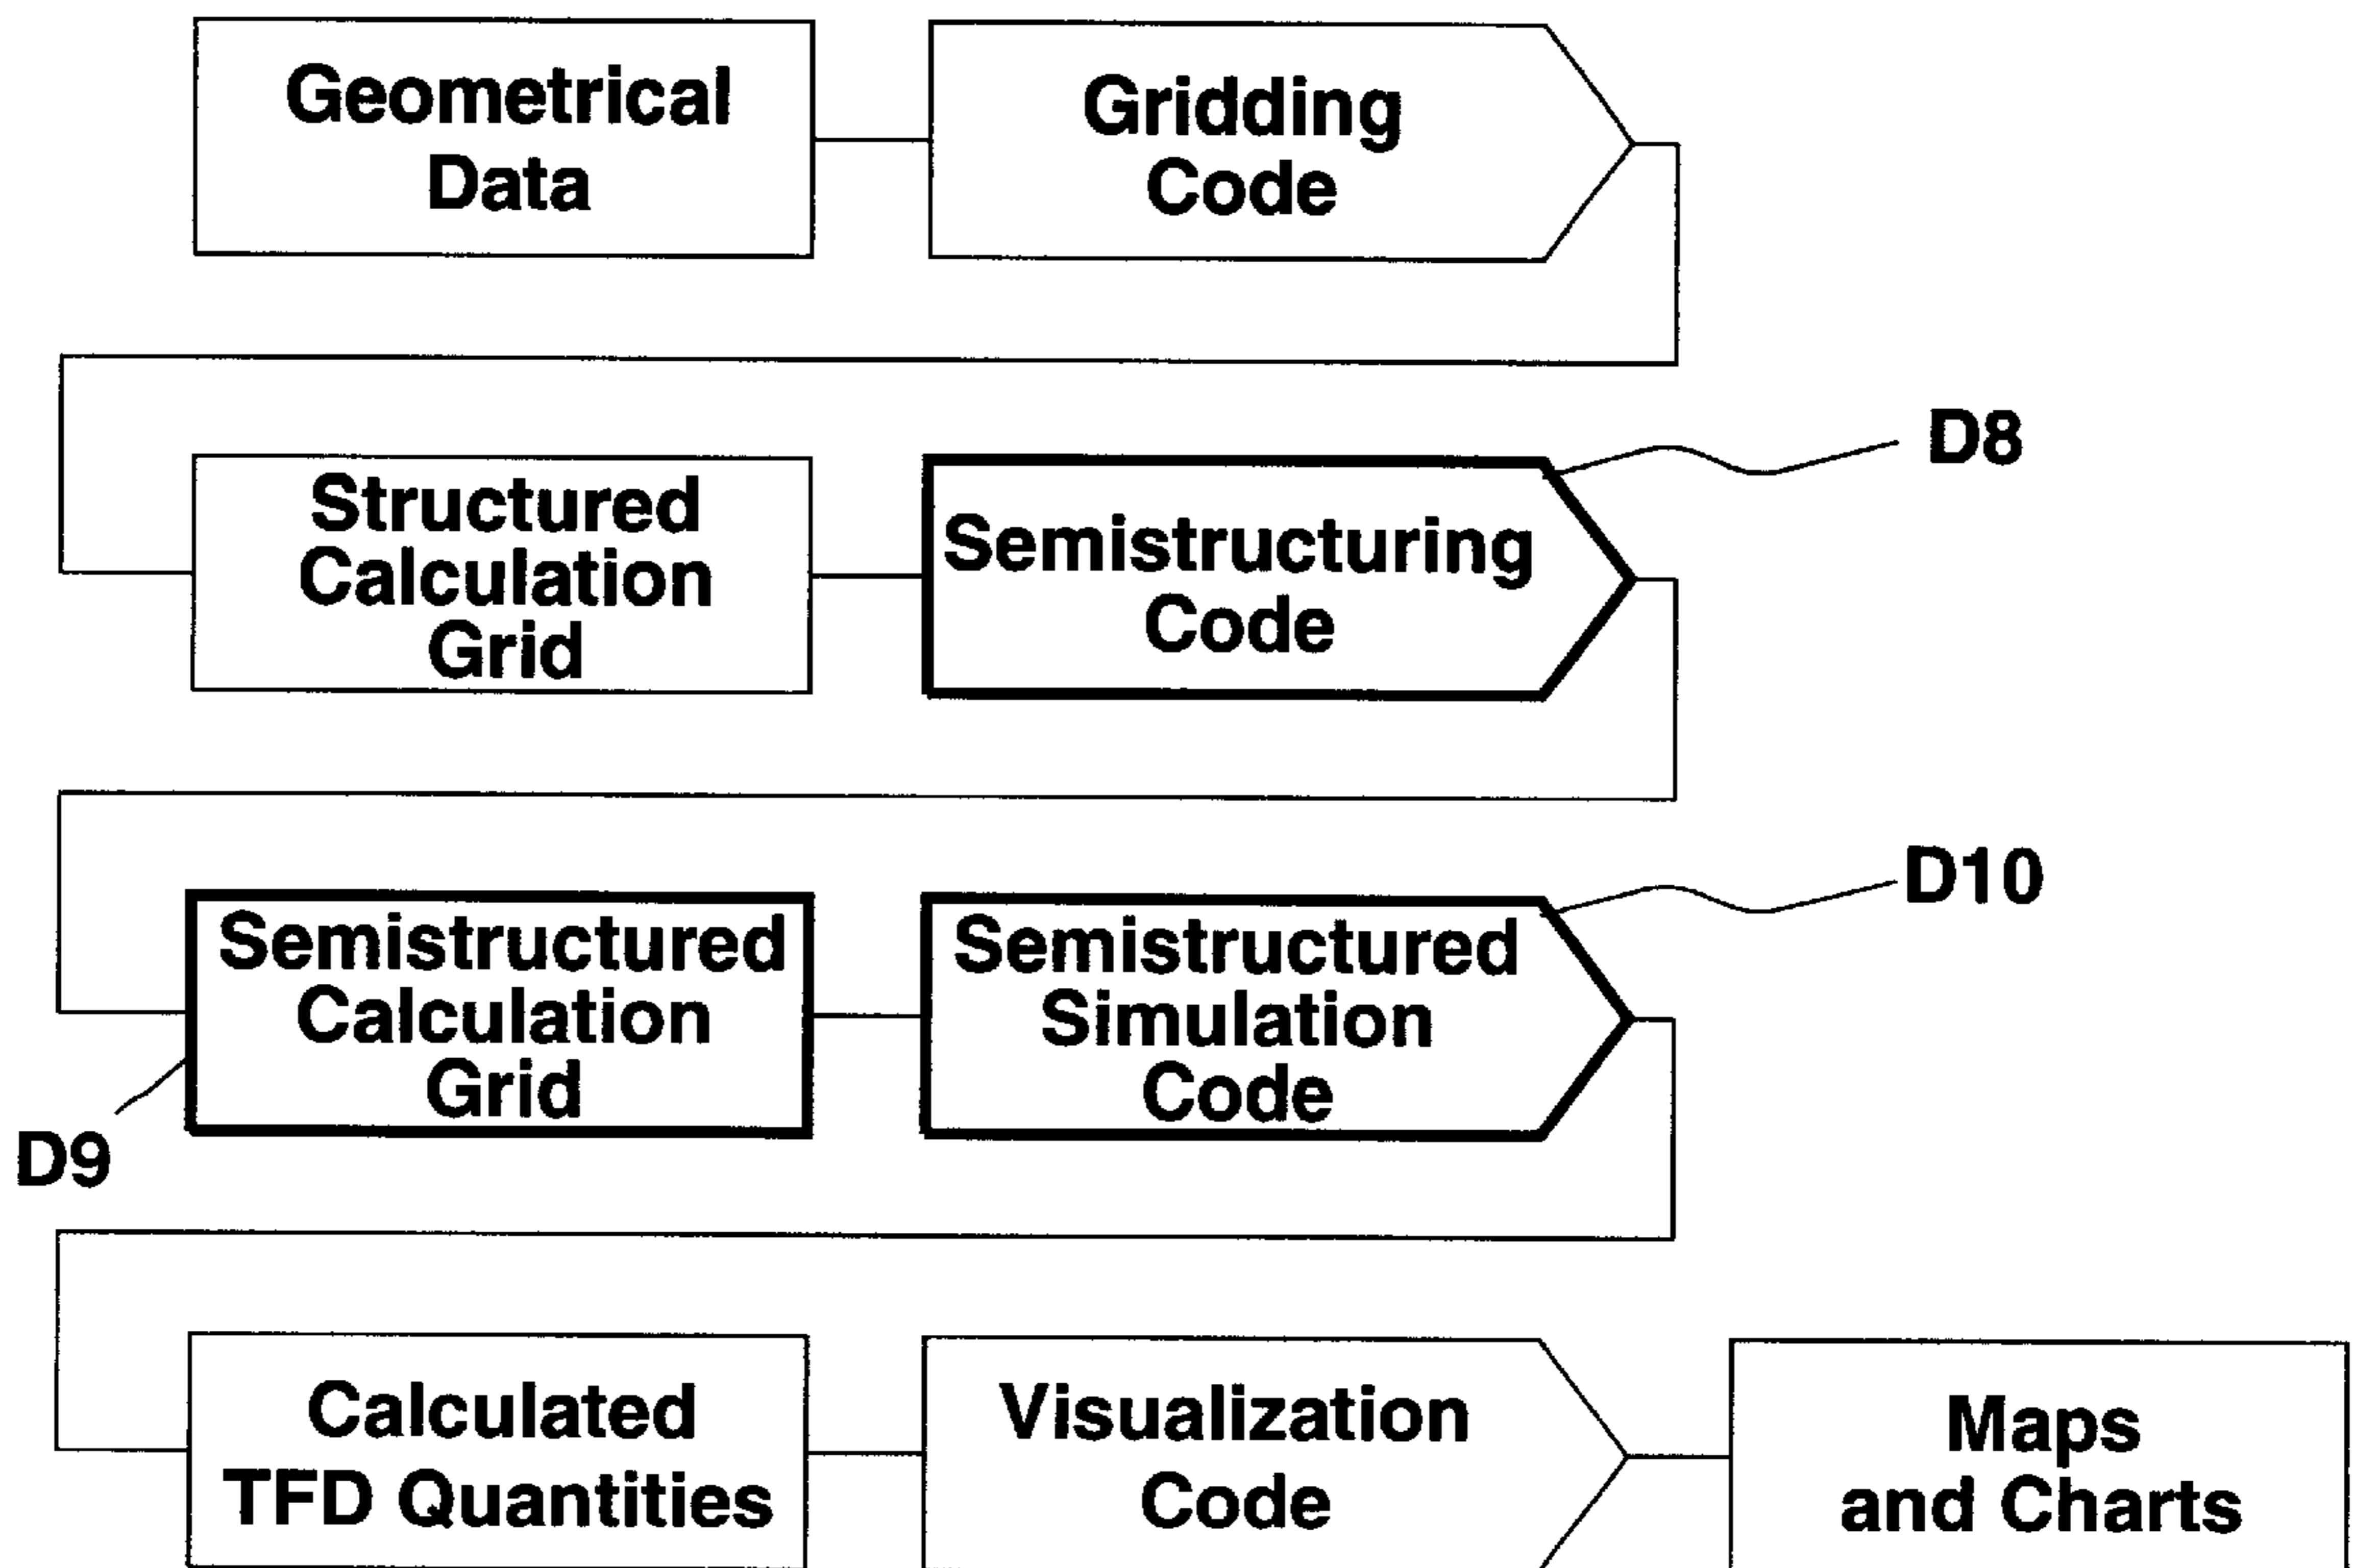 Geometrical
Data
Gridding
Code
D8
Structured
Calculation
Grid
Semistructuring
Code
D10
Semistructured
Calculation
Grid
Semistructured
Simulation
Code
D9
Calculated
TFD Quantities
Visualization
Code
Maps
and Charts